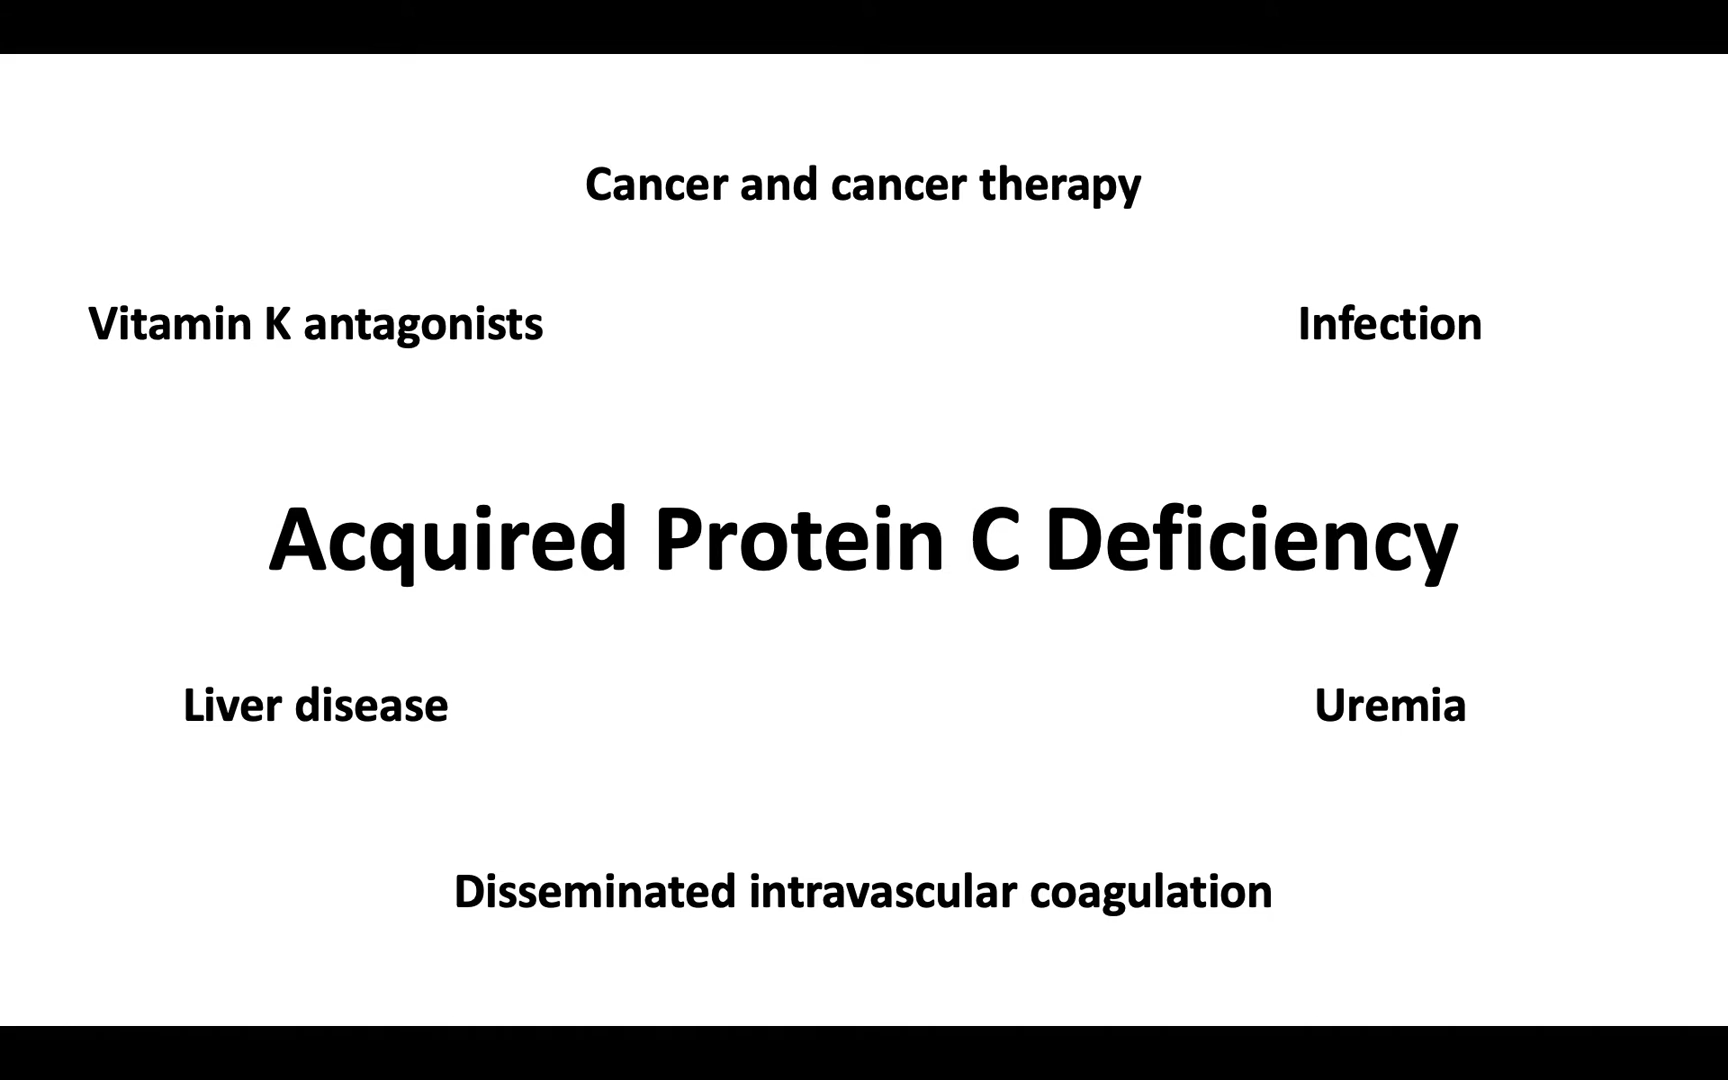 Cancer and cancer therapy
Vitamin K antagonists
Infection
Acquired Protein C Deficiency
Liver disease
Uremia
Disseminated intravascular coagulation